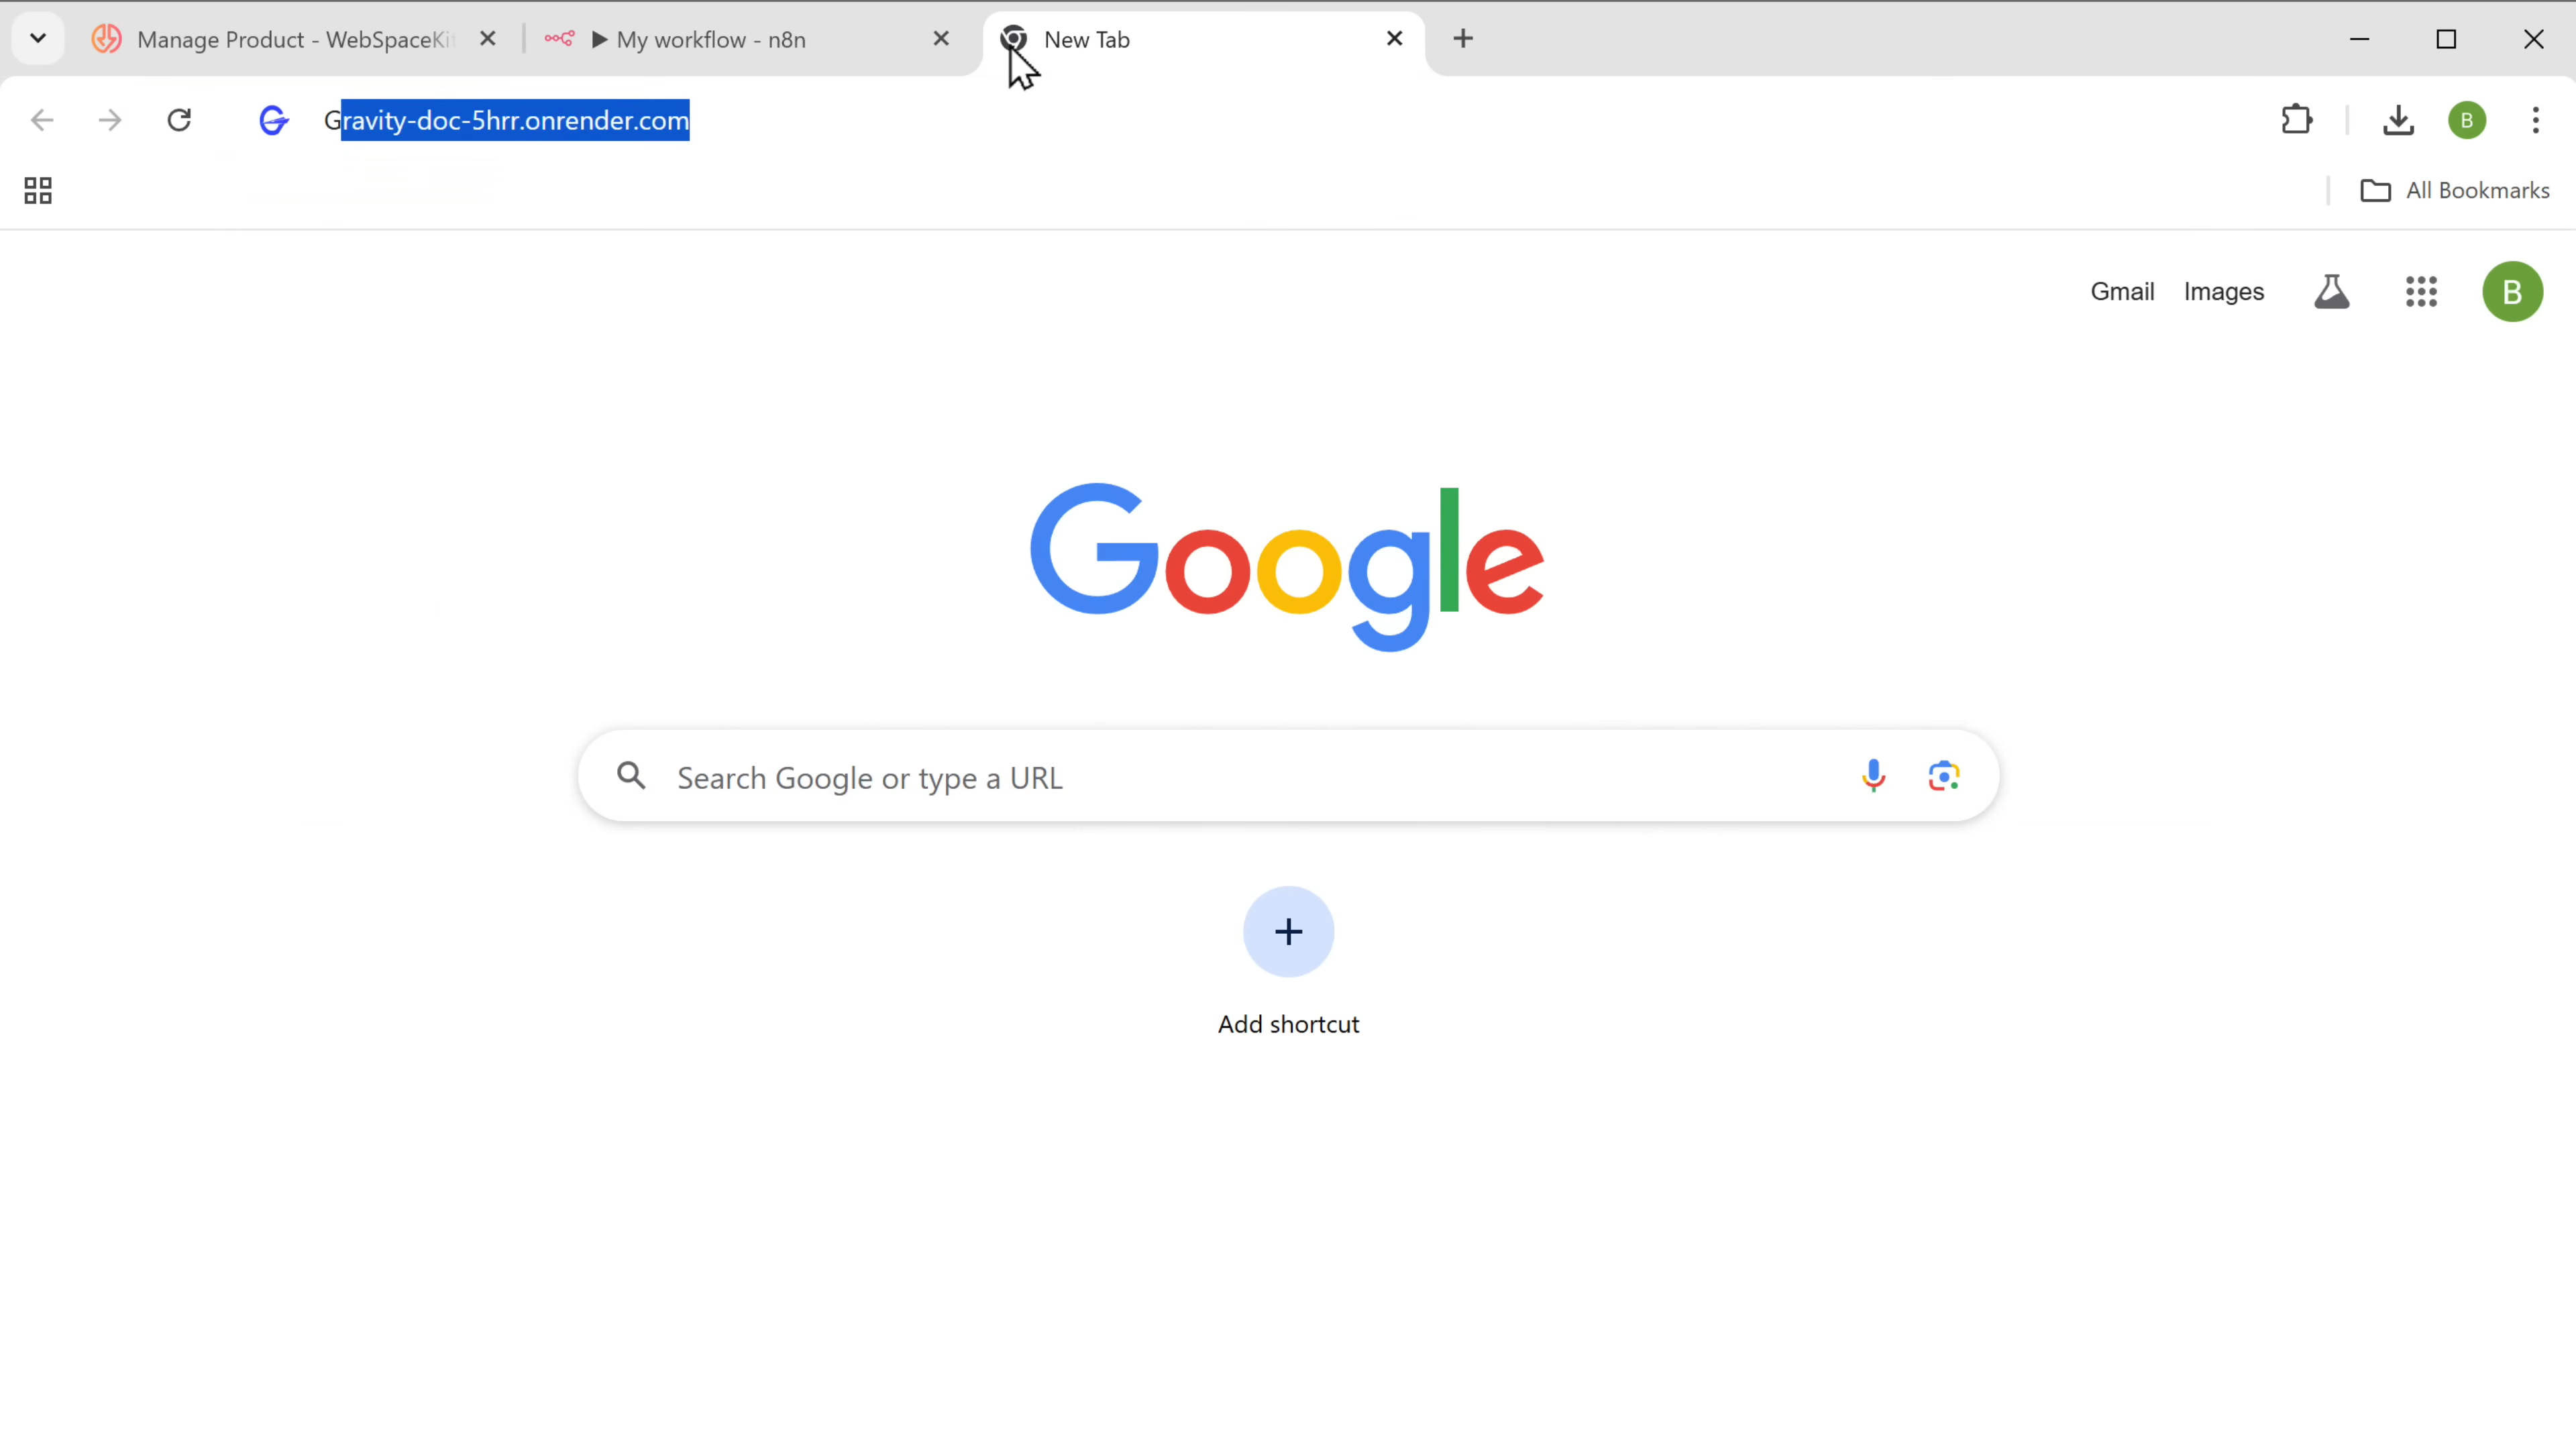 Manage Product - WebSpaceKi
My workflow - n8n
New Tab
Gravity-doc-5hrr.onrender.com
B
All Bookmarks
Gmail
Images
B
Google
Search Google or type a URL
Add shortcut